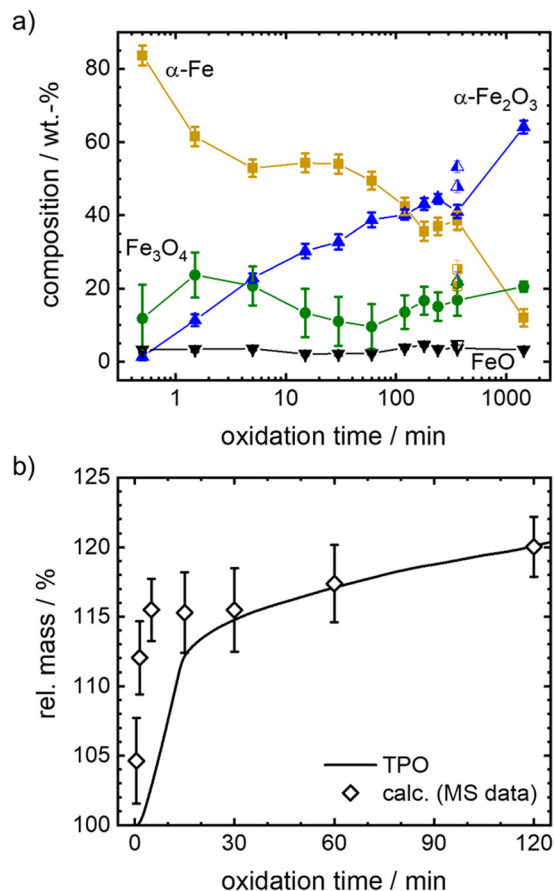 a)
α-Fe
α-Fe2O3
Fe3O4
FeO
composition / wt.-%
80
60
40
20
0
1
10
100
1000
oxidation time / min
b)
rel. mass / %
125
120
115
110
105
100
TPO
calc. (MS data)
0
30
60
90
120
oxidation time / min